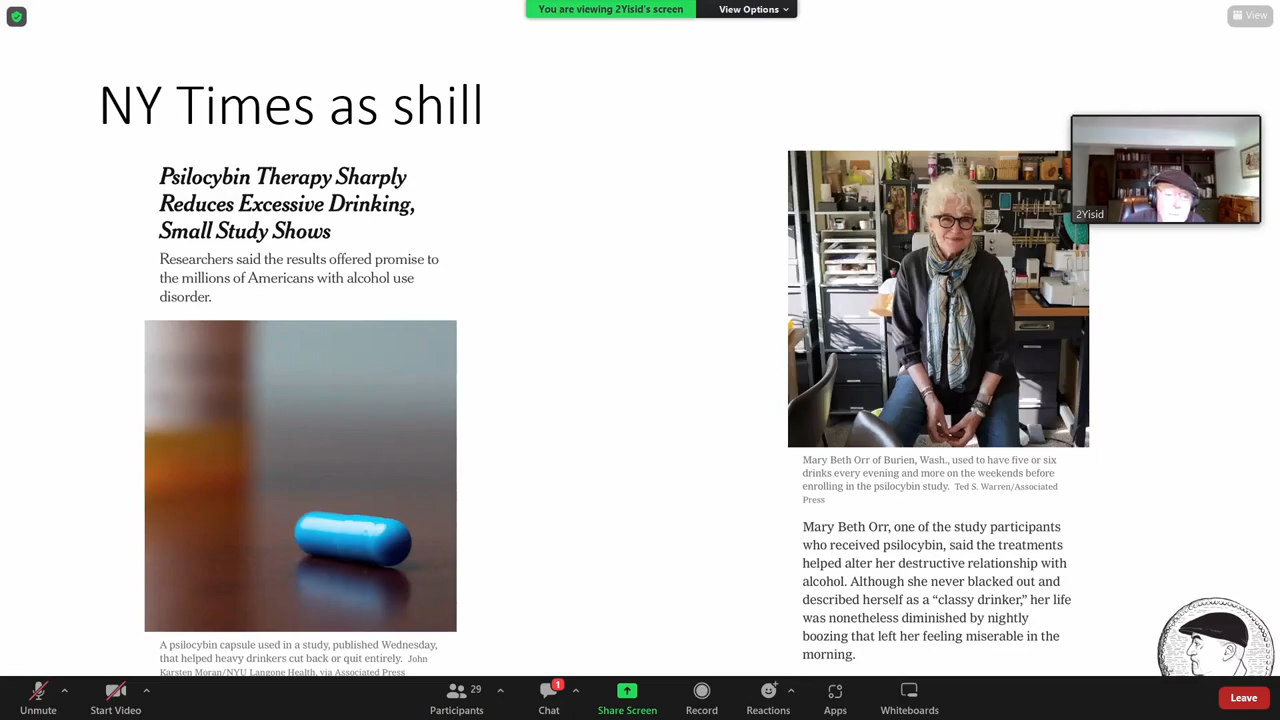 You are viewing 2Yisid's screen
View Options
View
NY Times as shill
Psilocybin Therapy Sharply
Reduces Excessive Drinking,
Small Study Shows
Researchers said the results offered promise to
the millions of Americans with alcohol use
disorder.
A psilocybin capsule used in a study, published Wednesday,
that helped heavy drinkers cut back or quit entirely. John
Karsten Moran/NYU Langone Health, via Associated Press
2Yisid
Mary Beth Orr of Burien, Wash., used to have five or six
drinks every evening and more on the weekends before
enrolling in the psilocybin study. Ted S. Warren/Associated
Press
Mary Beth Orr, one of the study participants
who received psilocybin, said the treatments
helped alter her destructive relationship with
alcohol. Although she never blacked out and
described herself as a “classy drinker,” her life
was nonetheless diminished by nightly
boozing that left her feeling miserable in the
morning.
Unmute
Start Video
29
Participants
1
Chat
Share Screen
Record
Reactions
Apps
Whiteboards
Leave